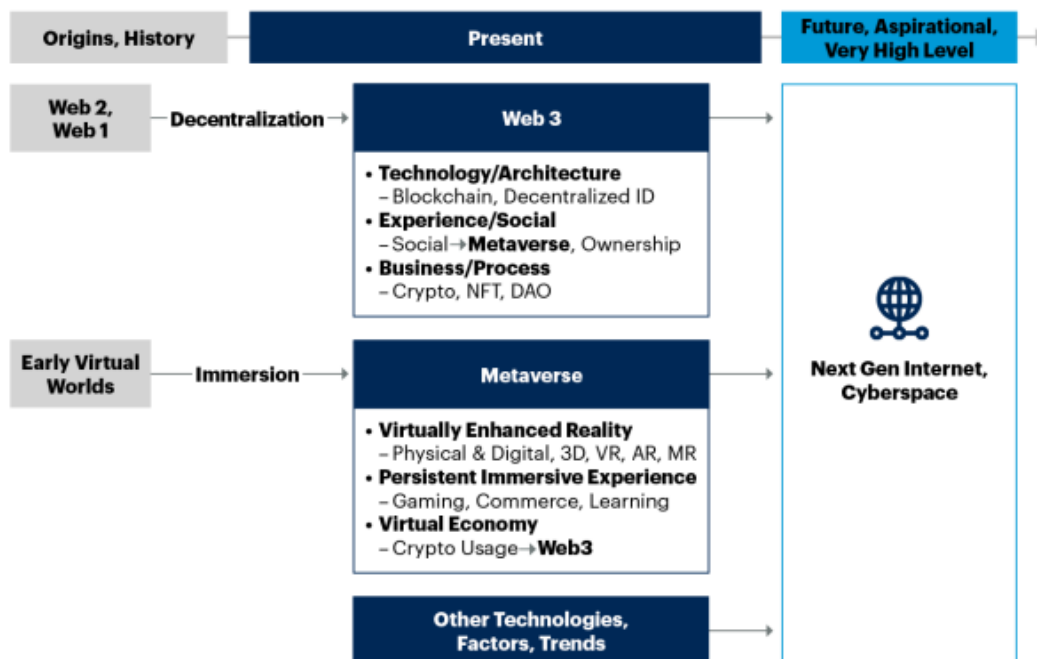 Origins, History
Present
Future, Aspirational,
Very High Level
Web 2,
Web 1
Decentralization
Web 3
• Technology/Architecture
– Blockchain, Decentralized ID
• Experience/Social
– Social→Metaverse, Ownership
• Business/Process
– Crypto, NFT, DAO
Early Virtual
Worlds
Immersion
Metaverse
• Virtually Enhanced Reality
– Physical & Digital, 3D, VR, AR, MR
• Persistent Immersive Experience
– Gaming, Commerce, Learning
• Virtual Economy
– Crypto Usage→Web3
Other Technologies,
Factors, Trends
Next Gen Internet,
Cyberspace